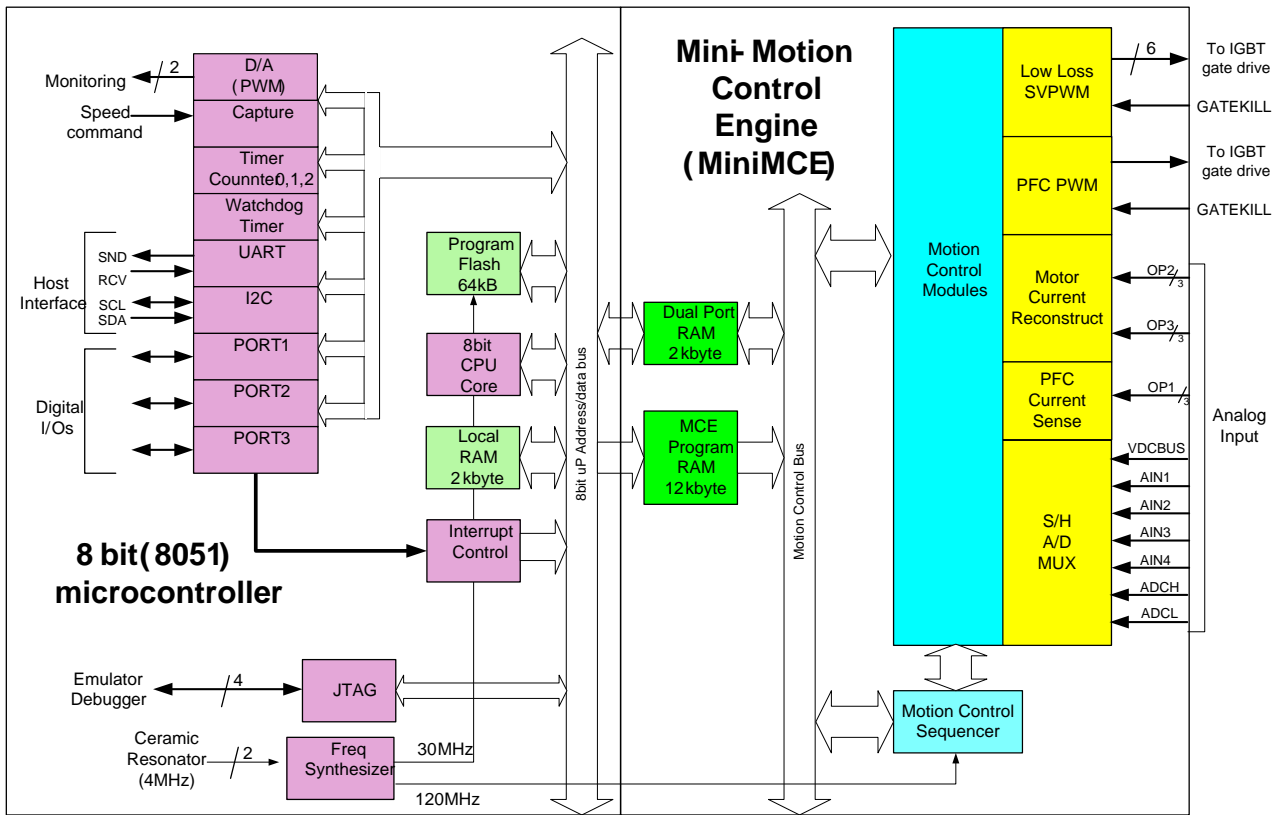 Monitoring
2
D/A
(PWM)
Speed
command
Capture
Timer
Counnter0,1,2
Watchdog
Timer
Host
Interface
SND
RCV
UART
SCL
SDA
I2C
Digital
I/Os
PORT1
PORT2
PORT3
8 bit(8051)
microcontroller
Program
Flash
64kB
8bit
CPU
Core
Local
RAM
2kbyte
Interrupt
Control
Emulator
Debugger
4
JTAG
Ceramic
Resonator
(4MHz)
2
Freq
Synthesizer
30MHz
120MHz
8bit uP Address/data bus
Mini-Motion
Control
Engine
(MiniMCE)
Dual Port
RAM
2kbyte
MCE
Program
RAM
12kbyte
Motion Control Bus
Motion
Control
Modules
Low Loss
SVPWM
PFC PWM
Motor
Current
Reconstruct
PFC
Current
Sense
S/H
A/D
MUX
Motion Control
Sequencer
6
To IGBT
gate drive
GATEKILL
To IGBT
gate drive
GATEKILL
OP2
3
OP3
3
OP1
3
VDCBUS
AIN1
AIN2
AIN3
AIN4
ADCH
ADCL
Analog
Input